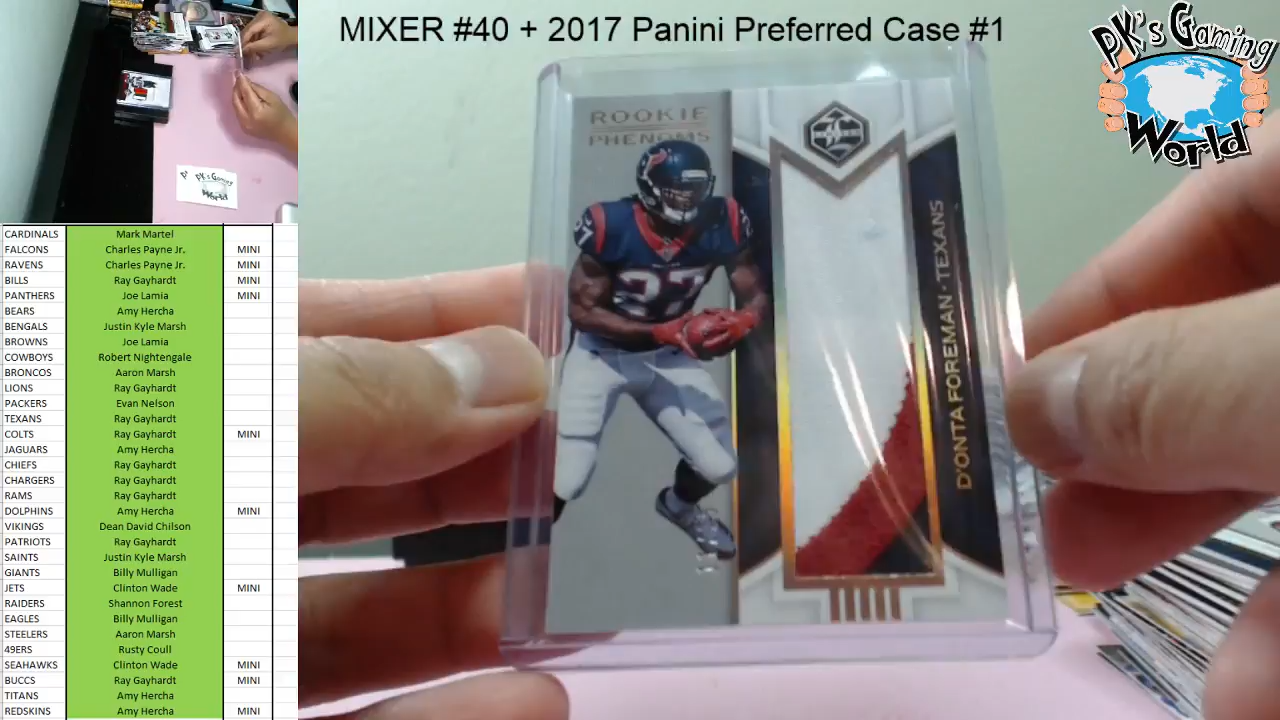 MIXER #40 + 2017 Panini Preferred Case #1
PK's Gaming
World
ROOKIE
PHENOMS
27
D'ONTA FOREMAN · TEXANS
CARDINALS Mark Martel
FALCONS Charles Payne Jr. MINI
RAVENS Charles Payne Jr. MINI
BILLS Ray Gayhardt MINI
PANTHERS Joe Lamia MINI
BEARS Amy Hercha
BENGALS Justin Kyle Marsh
BROWNS Joe Lamia
COWBOYS Robert Nightengale
BRONCOS Aaron Marsh
LIONS Ray Gayhardt
PACKERS Evan Nelson
TEXANS Ray Gayhardt
COLTS Ray Gayhardt MINI
JAGUARS Amy Hercha
CHIEFS Ray Gayhardt
CHARGERS Ray Gayhardt
RAMS Ray Gayhardt
DOLPHINS Amy Hercha MINI
VIKINGS Dean David Chilson
PATRIOTS Ray Gayhardt
SAINTS Justin Kyle Marsh
GIANTS Billy Mulligan
JETS Clinton Wade MINI
RAIDERS Shannon Forest
EAGLES Billy Mulligan
STEELERS Aaron Marsh
49ERS Rusty Coull
SEAHAWKS Clinton Wade MINI
BUCCS Ray Gayhardt MINI
TITANS Amy Hercha
REDSKINS Amy Hercha MINI